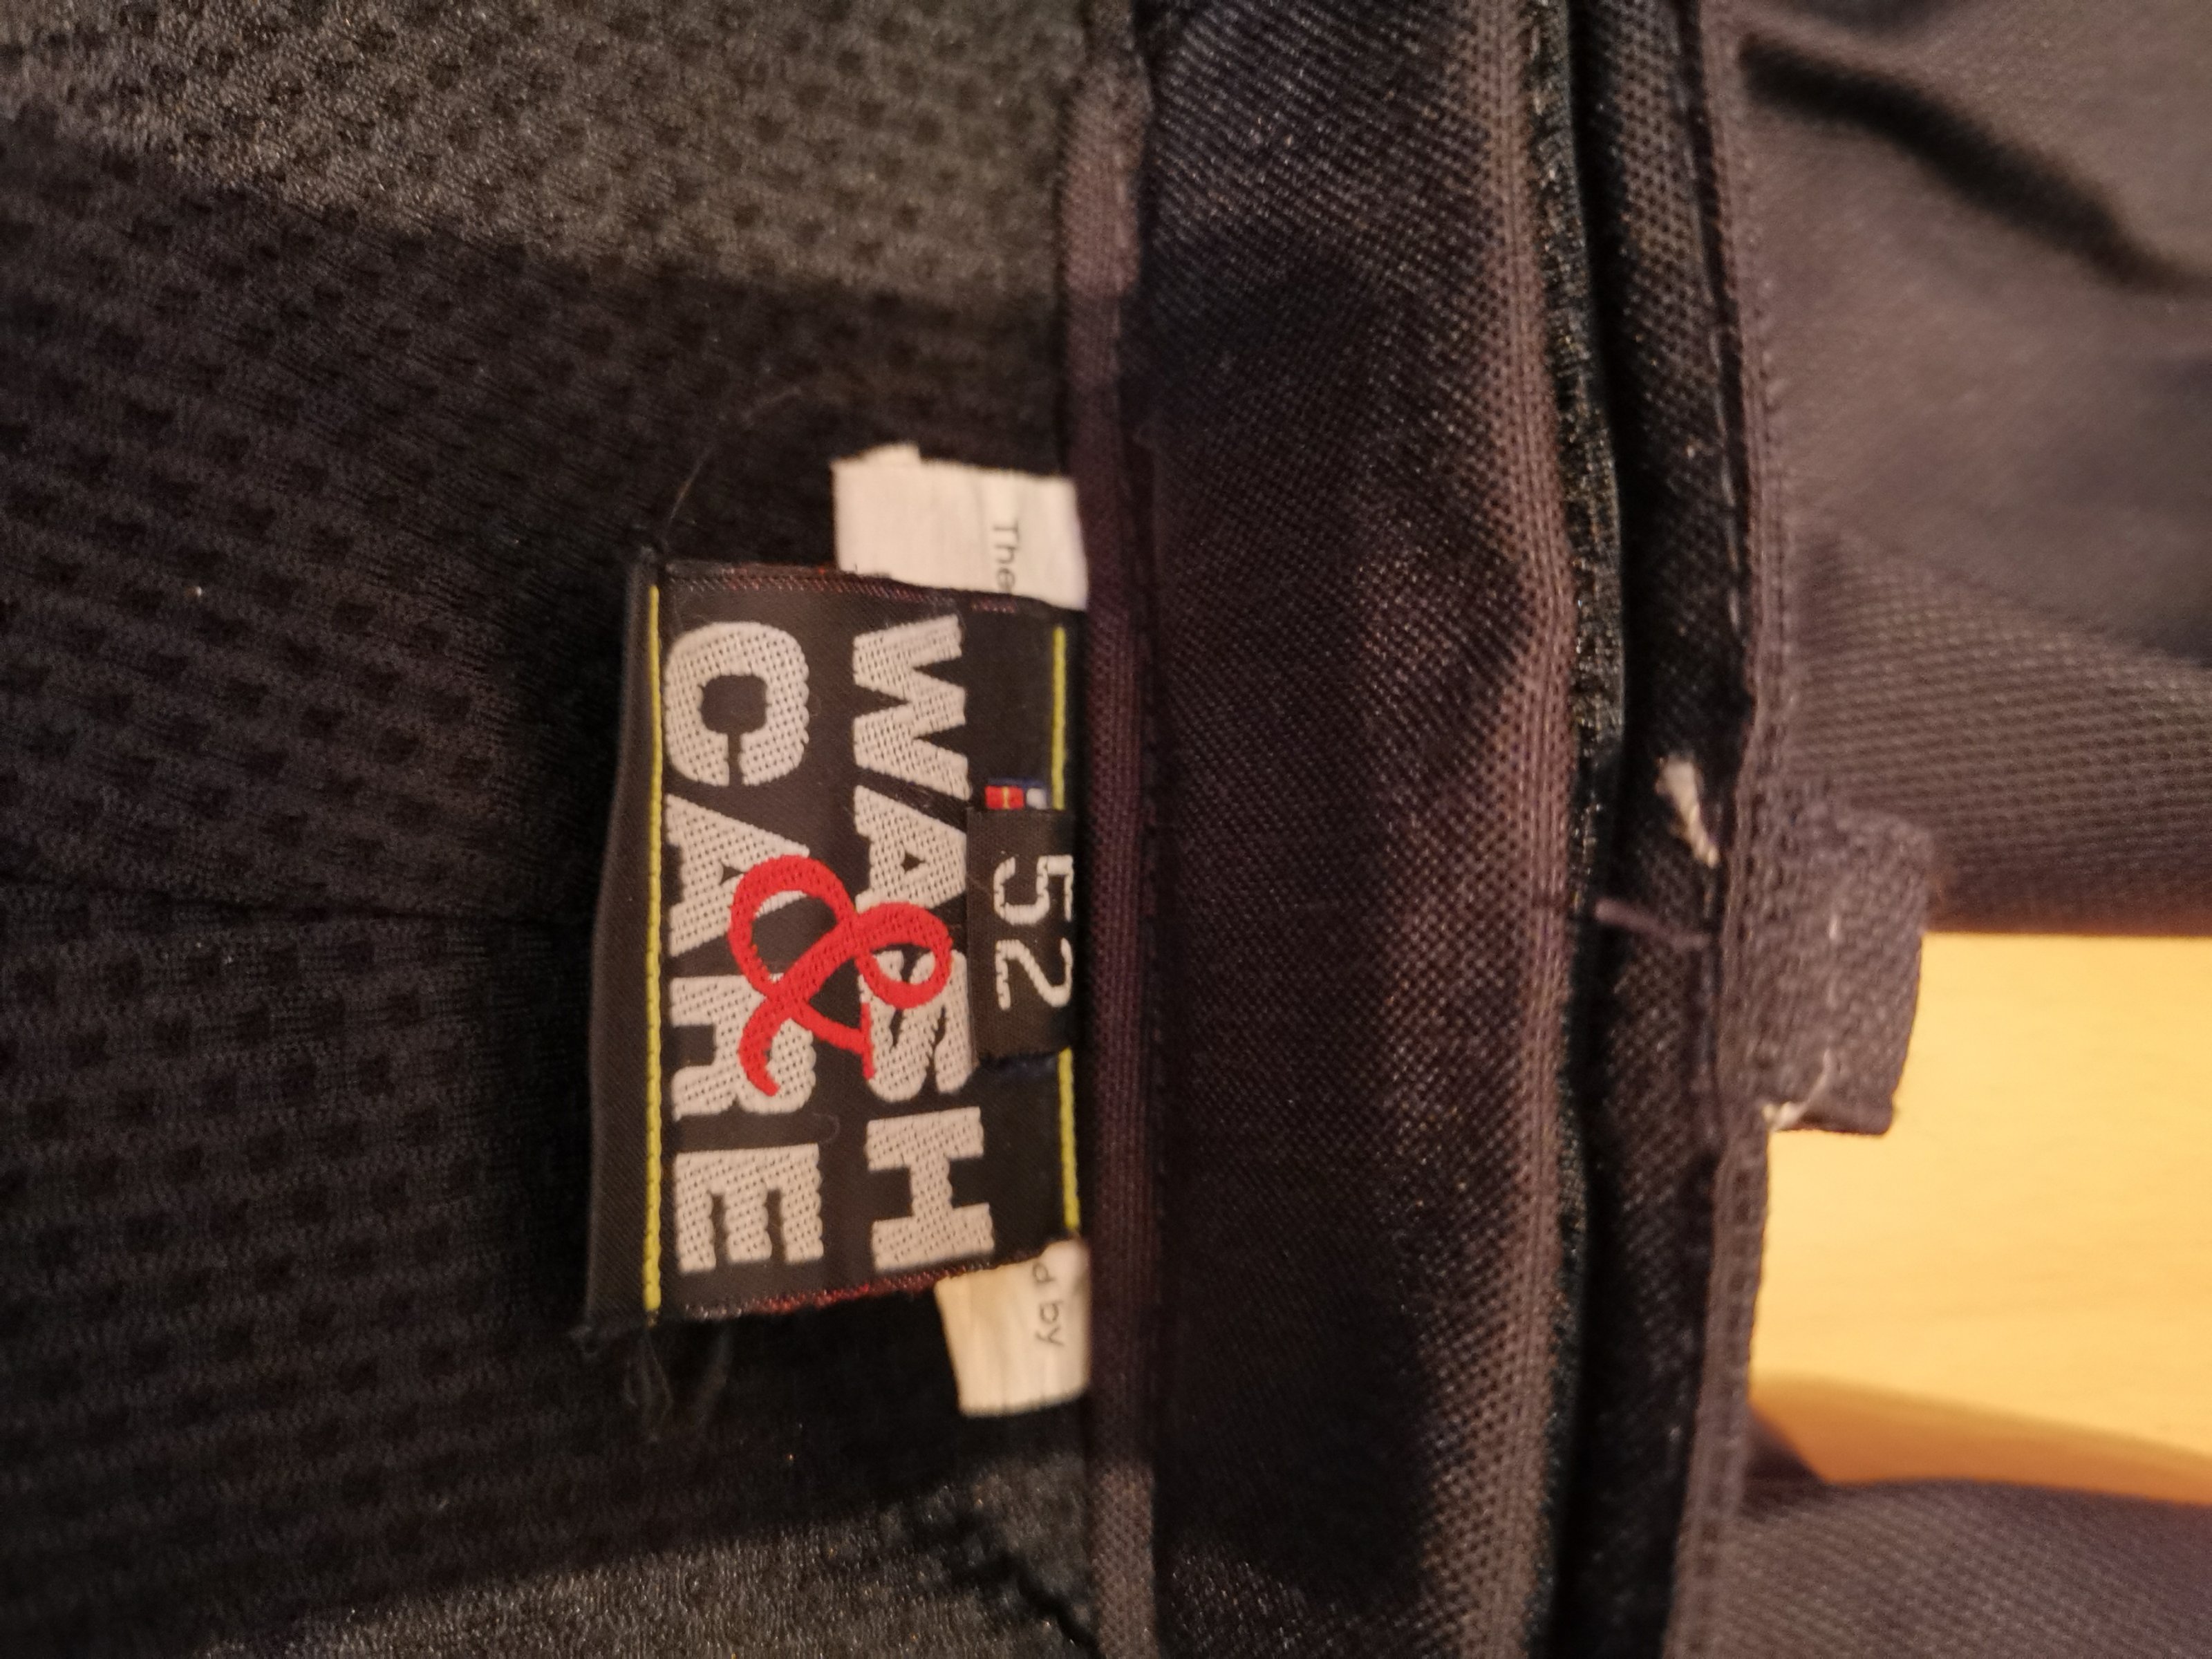 The
52
WASH
&
CARE
d by